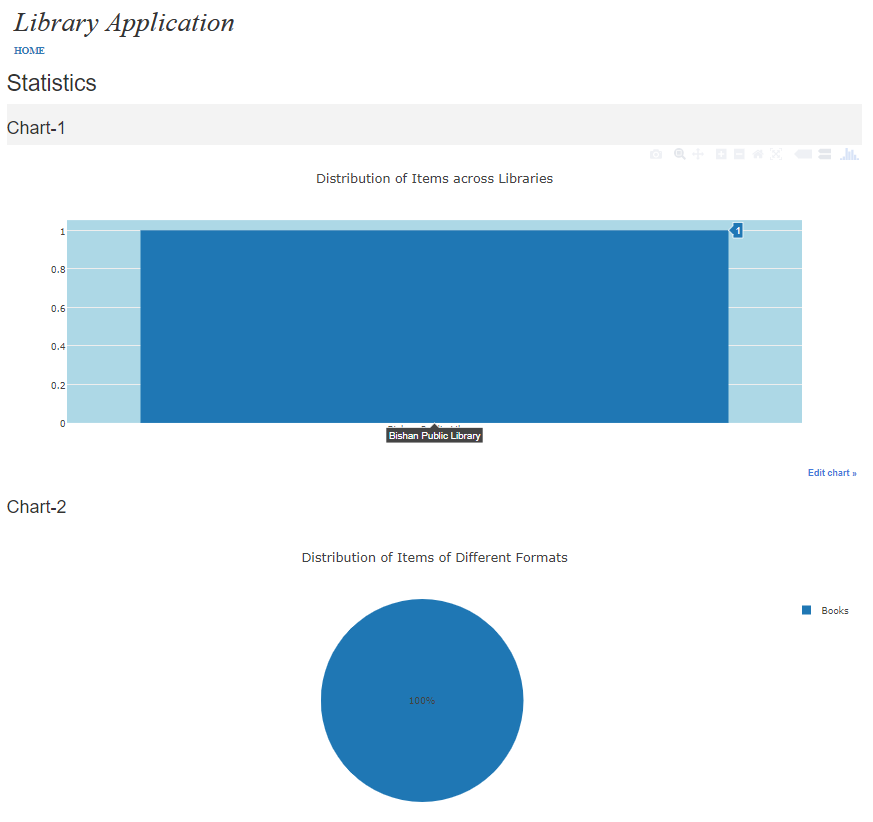 Library Application
HOME
Statistics
Chart-1
Distribution of Items across Libraries
1
1
0.8
0.6
0.4
0.2
0
Bishan Public Library
Edit chart »
Chart-2
Distribution of Items of Different Formats
Books
100%